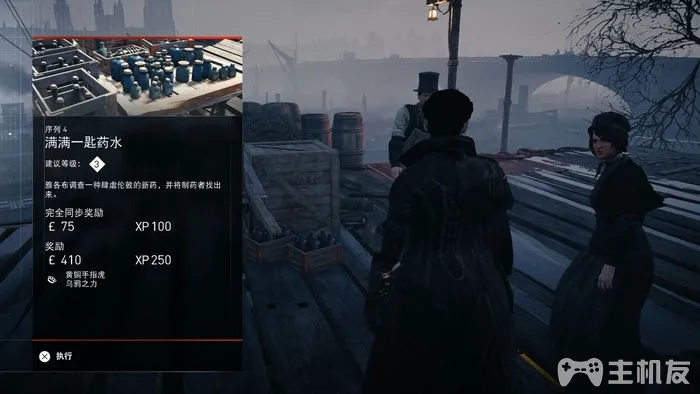 序列 4
满满一匙药水
建议等级： 3
雅各布调查一种肆虐伦敦的新药，并将制药者找出
来。
完全同步奖励
￡ 75 XP 100
奖励
￡ 410 XP 250
黄铜手指虎
乌鸦之力
执行
主机友